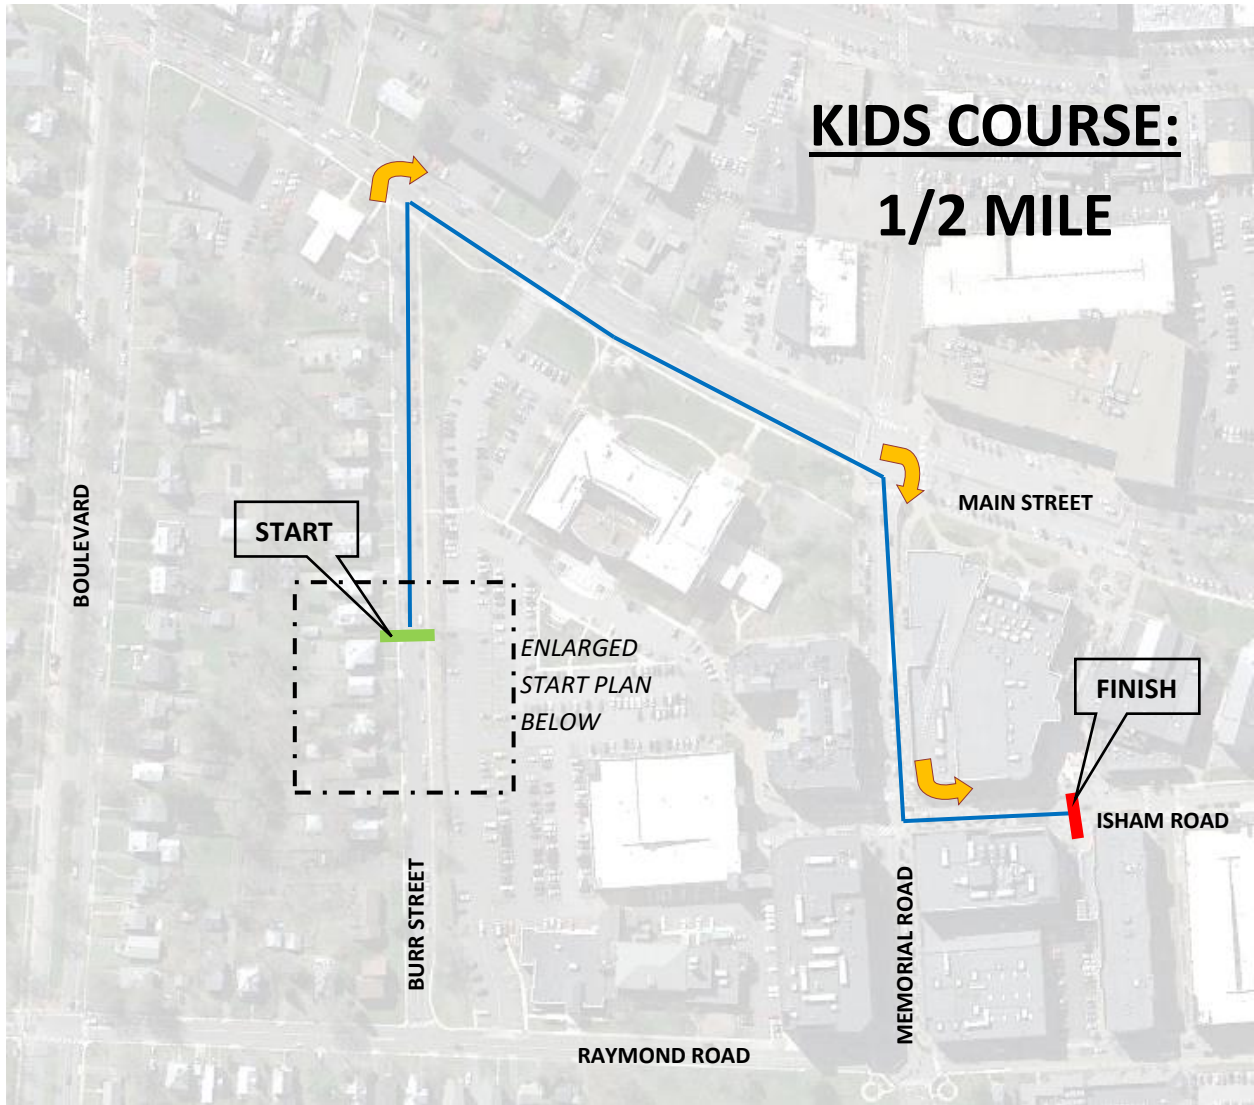 KIDS COURSE:
1/2 MILE
MAIN STREET
BOULEVARD
START
ENLARGED
START PLAN
BELOW
FINISH
ISHAM ROAD
BURR STREET
MEMORIAL ROAD
RAYMOND ROAD